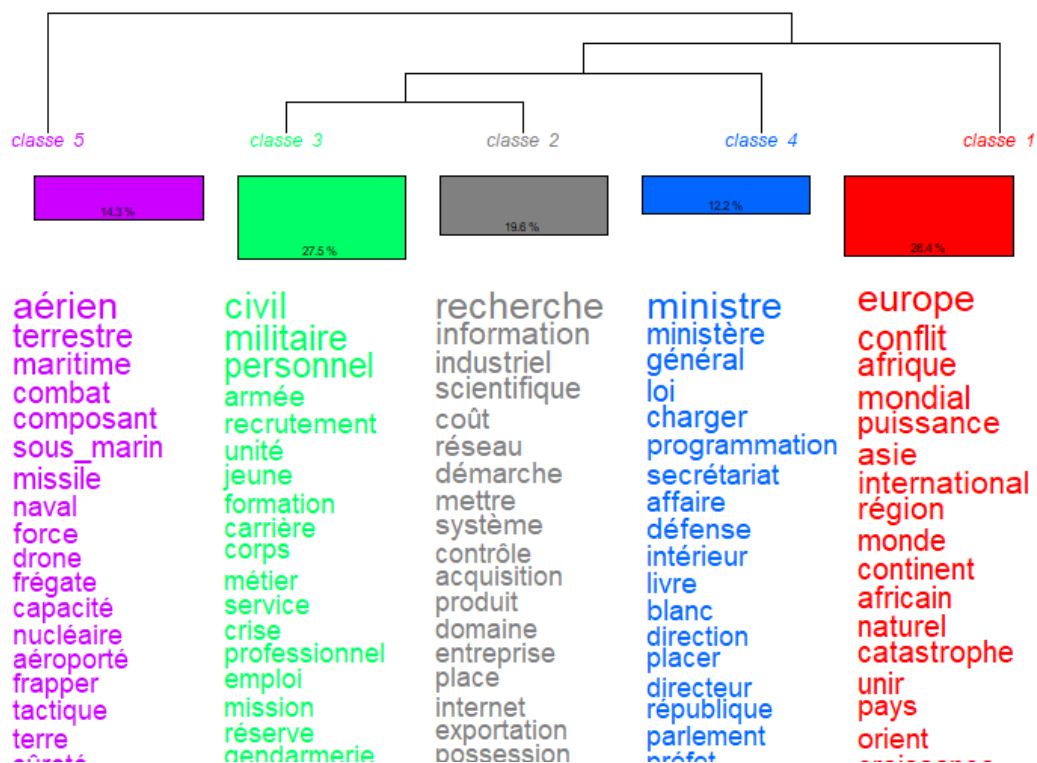 classe 5 classe 3 classe 2 classe 4 classe 1
14.3 % 27.5 % 19.6 % 12.2 % 26.4 %
aérien civil recherche ministre europe
terrestre militaire information ministère conflit
maritime personnel industriel général afrique
combat armée scientifique loi mondial
composant recrutement coût charger puissance
sous_marin unité réseau programmation asie
missile jeune démarche secrétariat international
naval formation mettre affaire région
force carrière système défense monde
drone corps contrôle intérieur continent
frégate métier acquisition livre africain
capacité service produit blanc naturel
nucléaire crise domaine direction catastrophe
aéroporté professionnel entreprise placer unir
frapper emploi place directeur pays
tactique mission internet république orient
terre réserve exportation parlement croissance
sûreté gendarmerie possession préfet